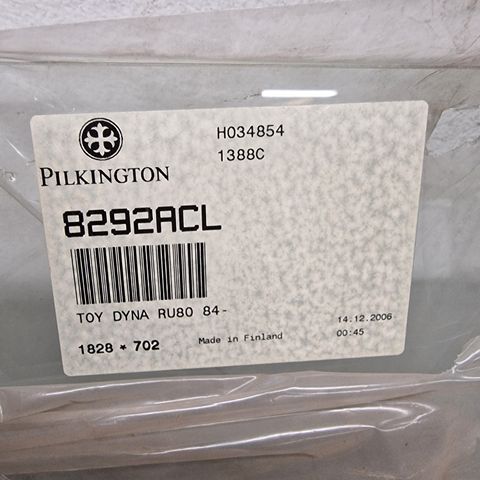 H034854
1388C
PILKINGTON
8292ACL
TOY DYNA RU80 84-
14.12.2006
1828 * 702
Made in Finland
00:45